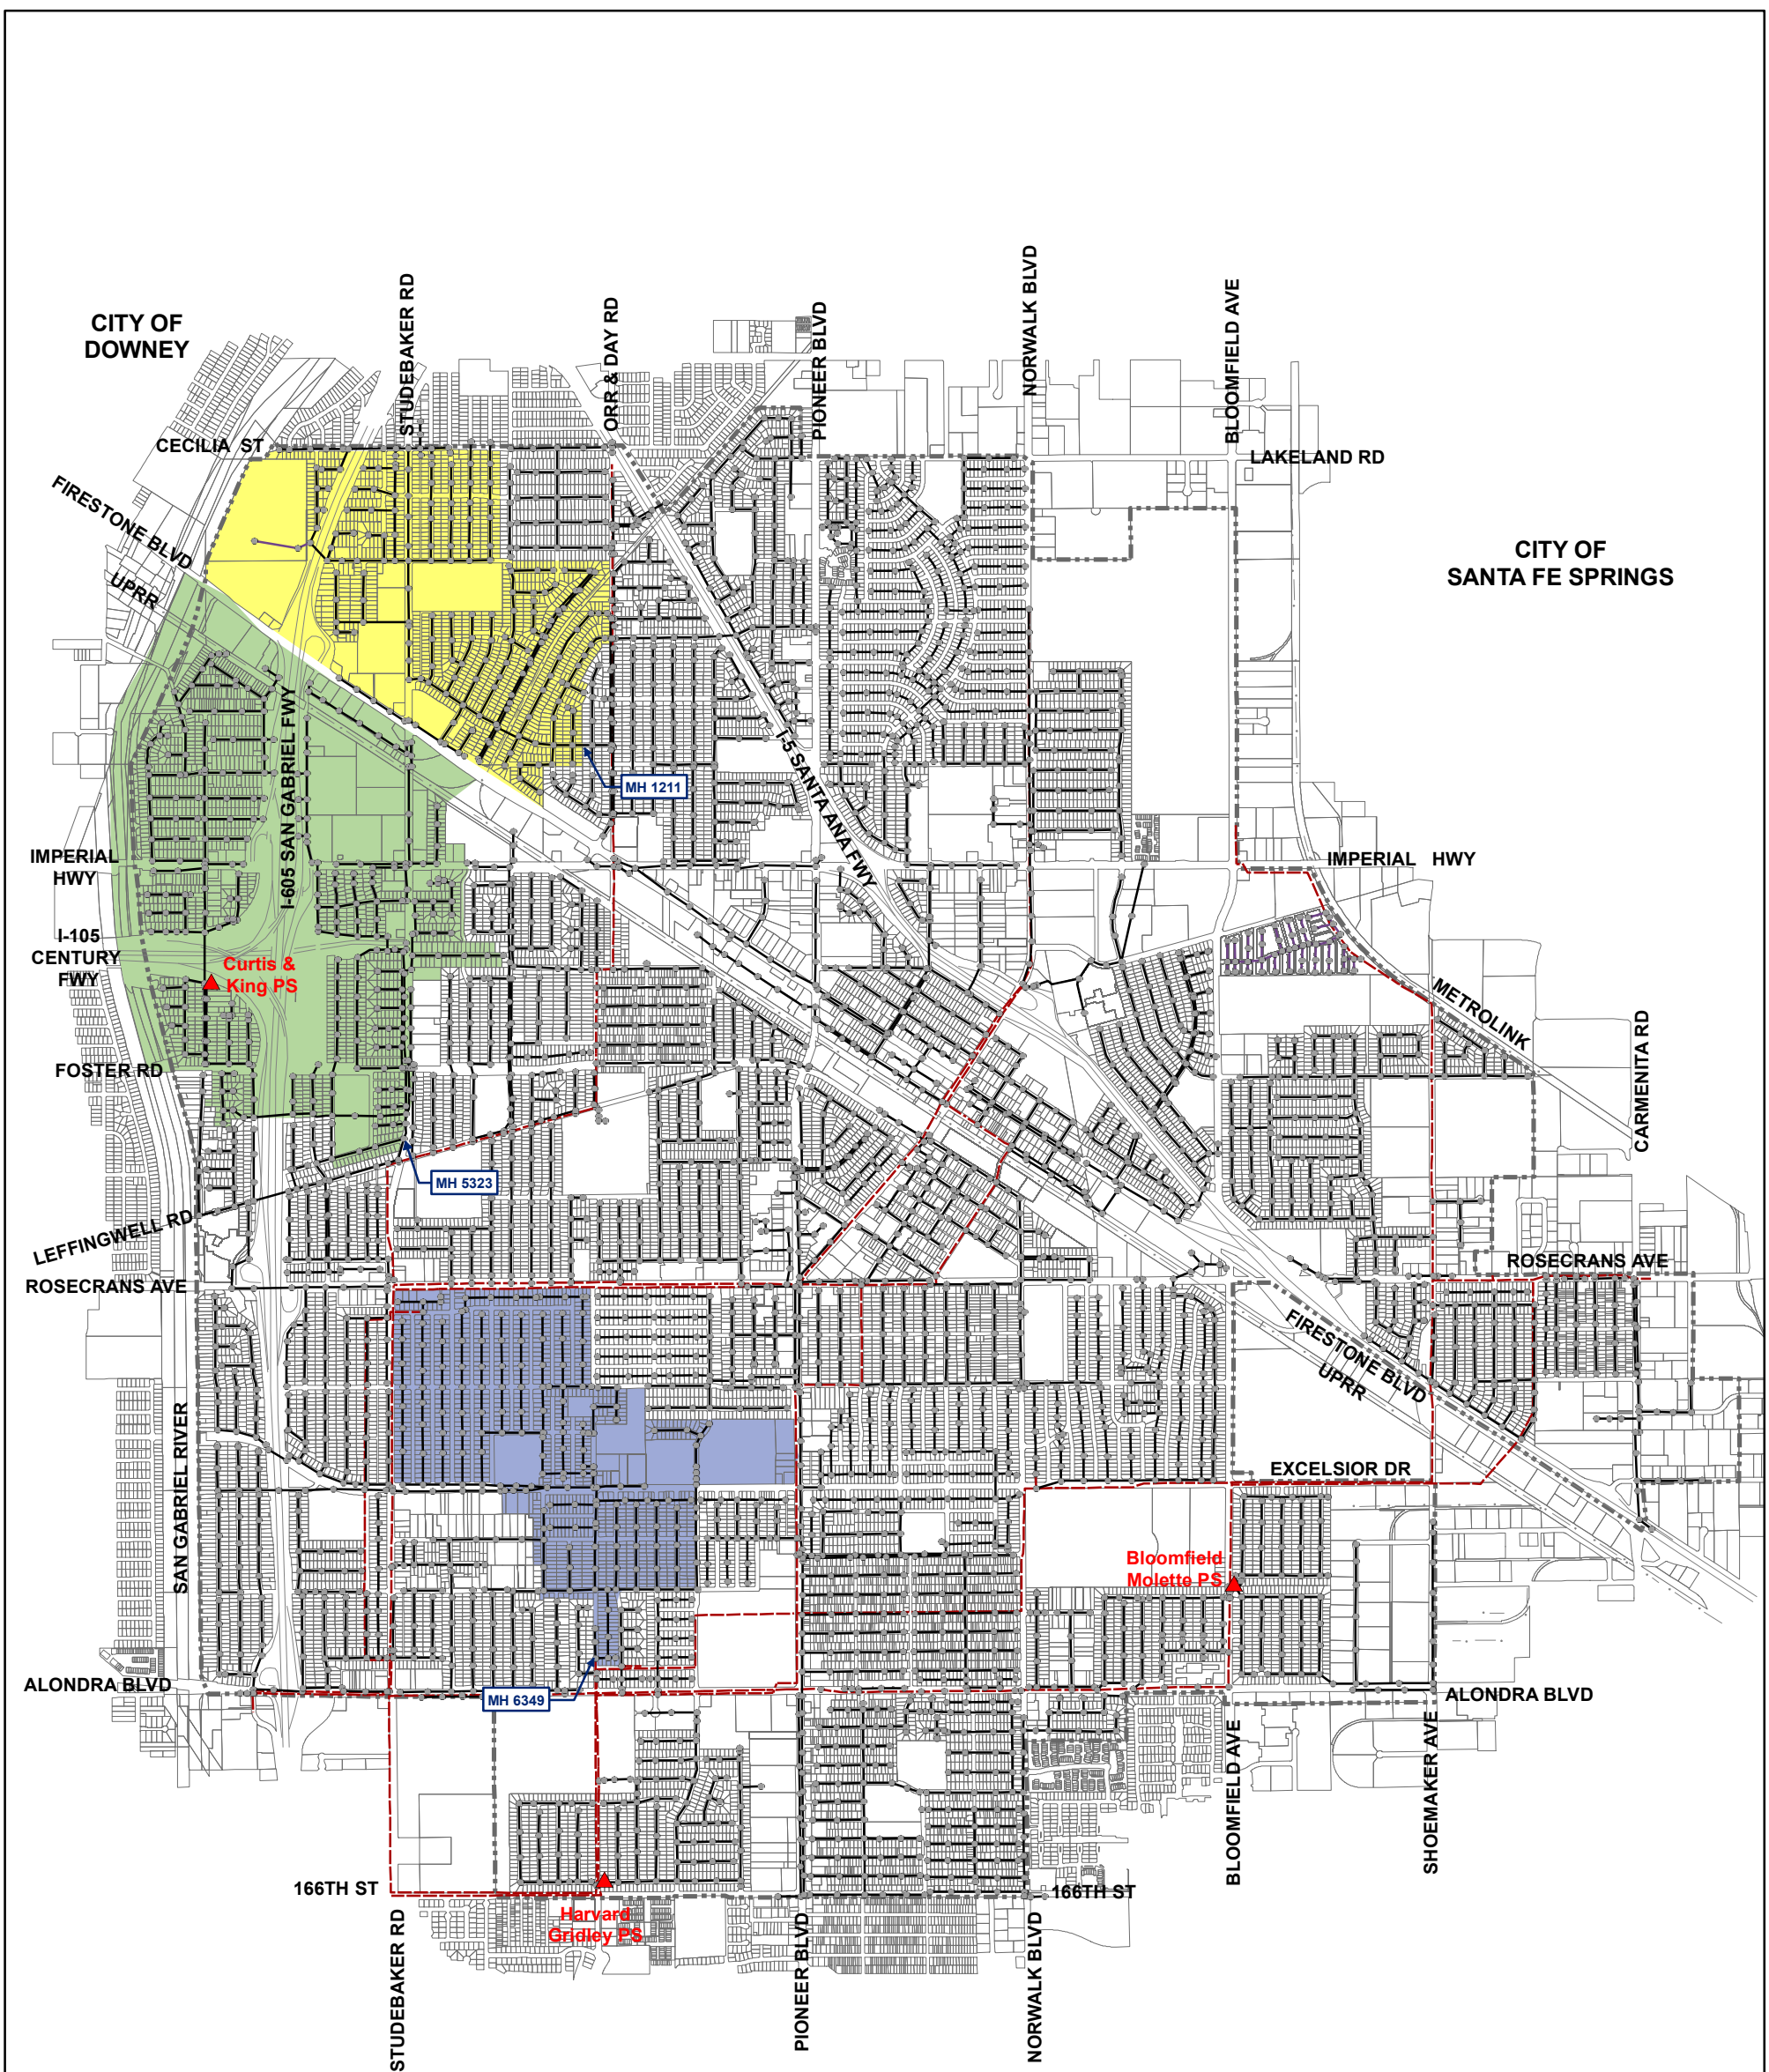 CITY OF
DOWNEY
STUDEBAKER RD
ORR & DAY RD
PIONEER BLVD
NORWALK BLVD
BLOOMFIELD AVE
CECILIA ST
LAKELAND RD
FIRESTONE BLVD
UPRR
CITY OF
SANTA FE SPRINGS
I-605 SAN GABRIEL FWY
I-5 SANTA ANA FWY
MH 1211
IMPERIAL
HWY
IMPERIAL HWY
I-105
CENTURY
FWY
Curtis &
King PS
METROLINK
CARMENITA RD
FOSTER RD
MH 5323
LEFFINGWELL RD
ROSECRANS AVE
ROSECRANS AVE
FIRESTONE BLVD
UPRR
SAN GABRIEL RIVER
EXCELSIOR DR
Bloomfield
Molette PS
ALONDRA BLVD
MH 6349
ALONDRA BLVD
BLOOMFIELD AVE
SHOEMAKER AVE
166TH ST
166TH ST
Harvard
Gridley PS
STUDEBAKER RD
PIONEER BLVD
NORWALK BLVD